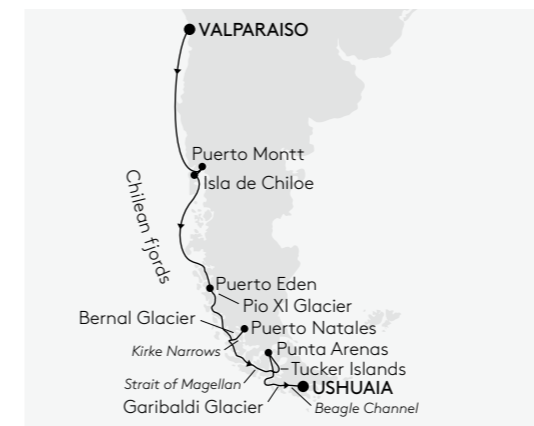 VALPARAISO
Puerto Montt
Isla de Chiloe
Chilean fjords
Puerto Eden
Pio XI Glacier
Bernal Glacier
Puerto Natales
Kirke Narrows
Punta Arenas
Tucker Islands
Strait of Magellan
USHUAIA
Garibaldi Glacier
Beagle Channel